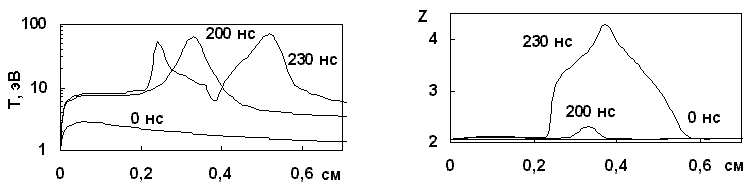 100
10
1
Т, эВ
200 нс
230 нс
0 нс
0 0,2 0,4 0,6 см
Z
4
3
2
230 нс
200 нс
0 нс
0 0,2 0,4 0,6 см